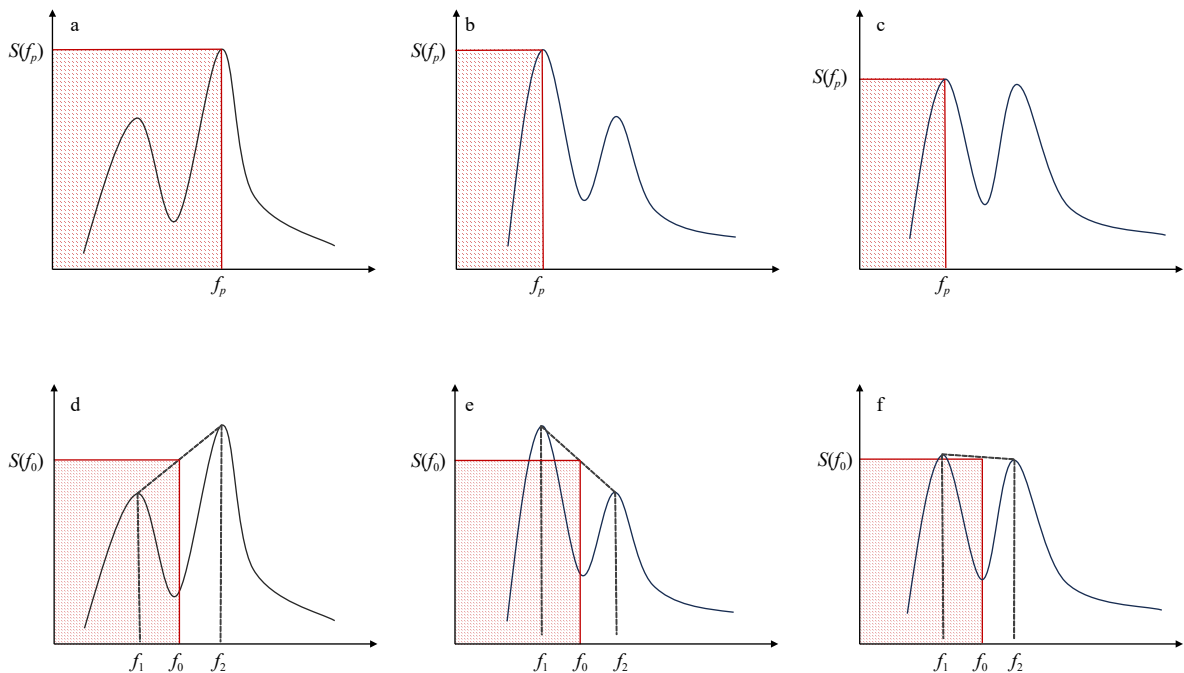 a
S(fp)
fp
b
S(fp)
fp
c
S(fp)
fp
d
S(f0)
f1 f0 f2
e
S(f0)
f1 f0 f2
f
S(f0)
f1 f0 f2